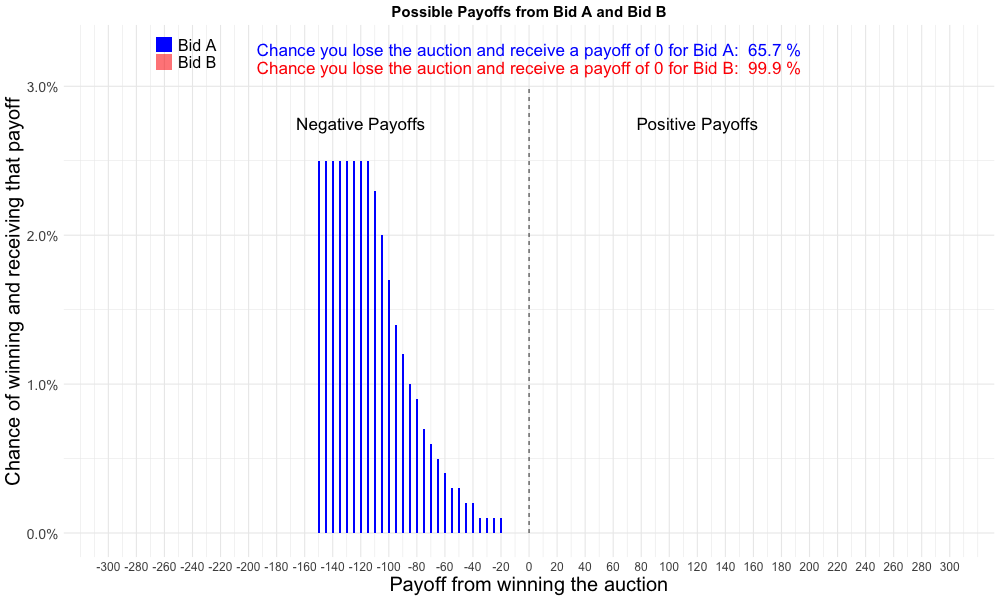 Possible Payoffs from Bid A and Bid B
Bid A
Bid B
Chance you lose the auction and receive a payoff of 0 for Bid A: 65.7 %
Chance you lose the auction and receive a payoff of 0 for Bid B: 99.9 %
Negative Payoffs
Positive Payoffs
Chance of winning and receiving that payoff
3.0%
2.0%
1.0%
0.0%
-300 -280 -260 -240 -220 -200 -180 -160 -140 -120 -100 -80 -60 -40 -20 0 20 40 60 80 100 120 140 160 180 200 220 240 260 280 300
Payoff from winning the auction